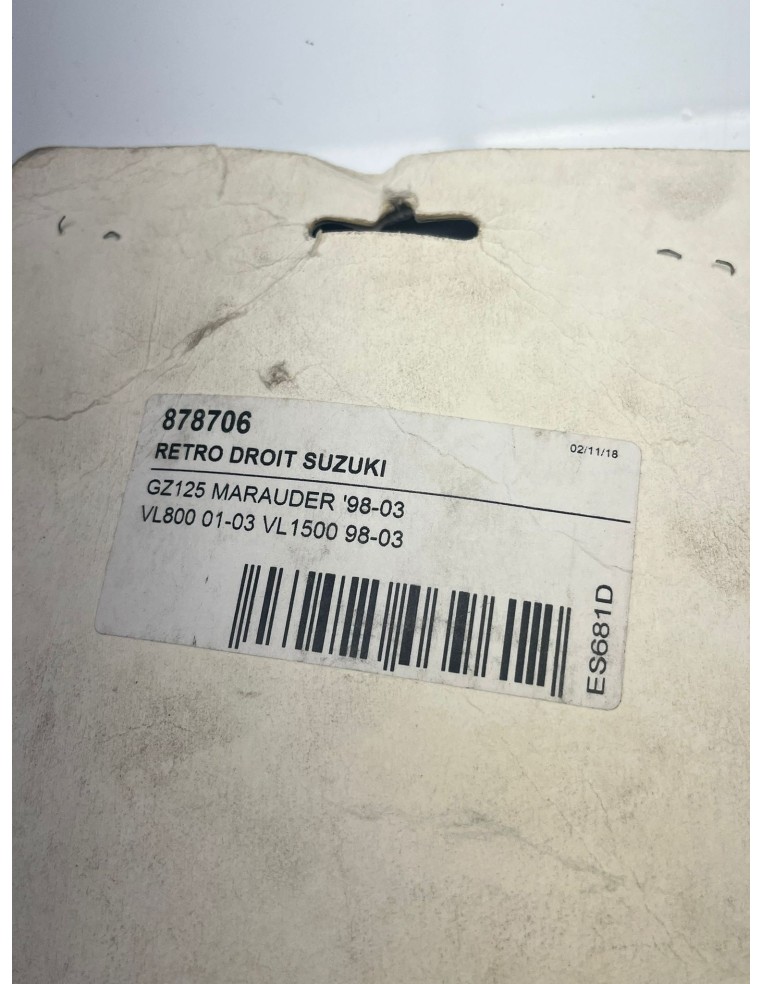 878706
02/11/18
RETRO DROIT SUZUKI
GZ125 MARAUDER '98-03
VL800 01-03 VL1500 98-03
ES681D